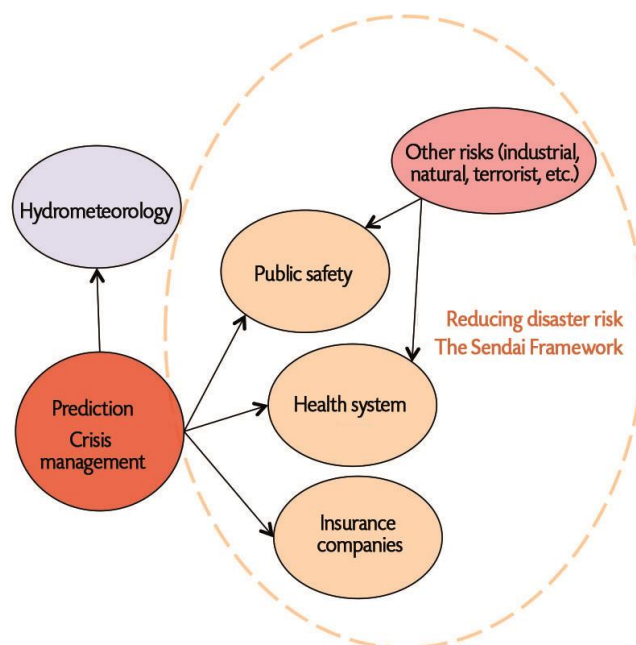 Other risks (industrial,
natural, terrorist, etc.)
Hydrometeorology
Public safety
Reducing disaster risk
The Sendai Framework
Prediction
Crisis
management
Health system
Insurance
companies